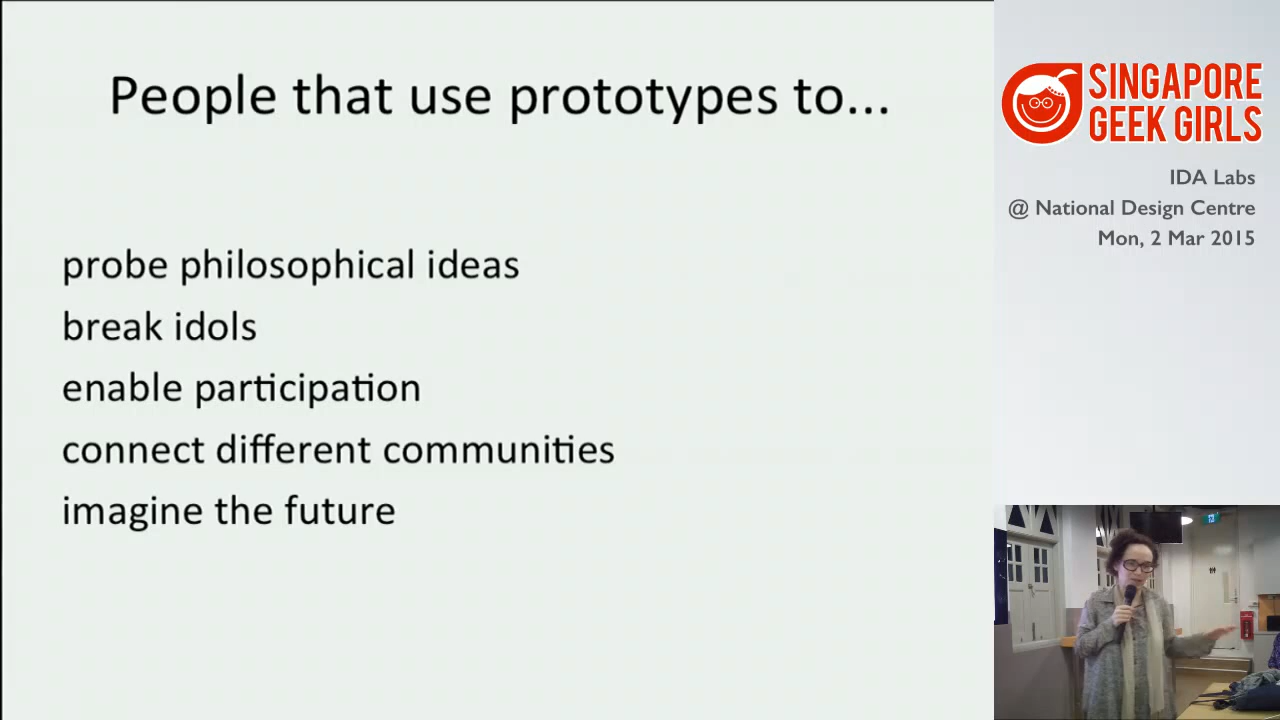 People that use prototypes to...
probe philosophical ideas
break idols
enable participation
connect different communities
imagine the future
SINGAPORE
GEEK GIRLS
IDA Labs
@ National Design Centre
Mon, 2 Mar 2015